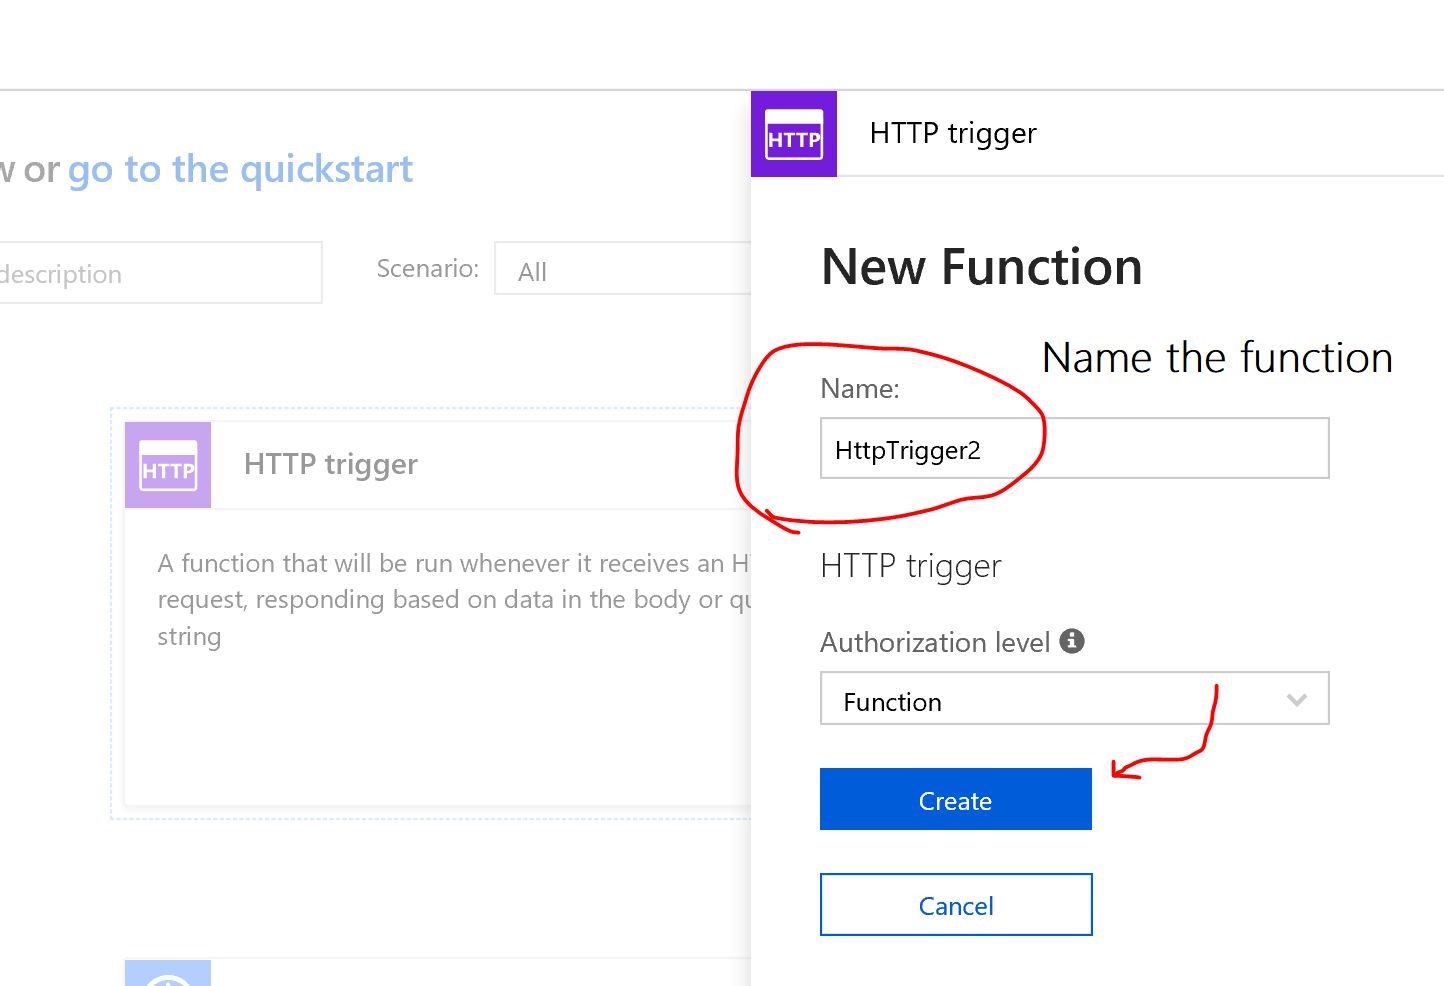 w or go to the quickstart
description
Scenario:
All
HTTP
HTTP trigger
A function that will be run whenever it receives an H
request, responding based on data in the body or qu
string
HTTP
HTTP trigger
New Function
Name the function
Name:
HttpTrigger2
HTTP trigger
Authorization level
Function
Create
Cancel